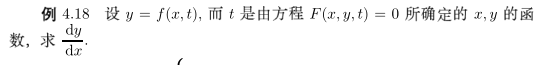 例 4.18 设 y = f(x, t), 而 t 是由方程 F(x, y, t) = 0 所确定的 x, y 的函
数, 求 \frac{dy}{dx}.